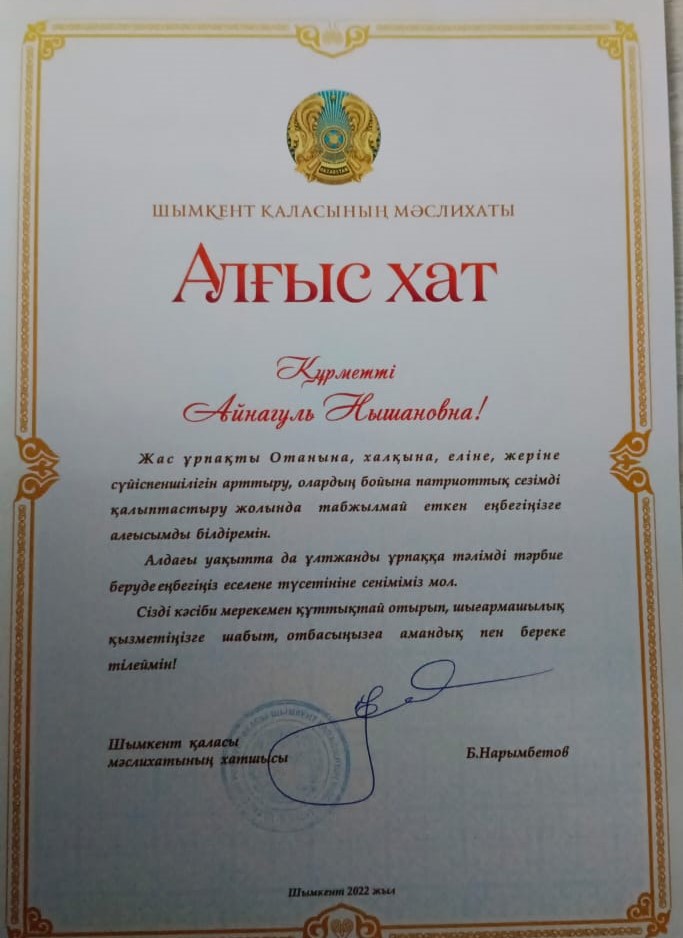 QAZAQSTAN
ШЫМКЕНТ ҚАЛАСЫНЫҢ МӘСЛИХАТЫ
АЛҒЫС ХАТ
Құрметті
Айнагуль Нышановна!
Жас ұрпақты Отанына, халқына, еліне, жеріне
сүйіспеншілігін арттыру, олардың бойына патриоттық сезімді
қалыптастыру жолында табжылмай еткен еңбегіңізге
алғысымды білдіремін.
Алдағы уақытта да ұлтжанды ұрпаққа тәлімді тәрбие
беруде еңбегіңіз еселене түсетініне сеніміміз мол.
Сізді кәсіби мерекемен құттықтай отырып, шығармашылық
қызметіңізге шабыт, отбасыңызға амандық пен береке
тілеймін!
Шымкент қаласы
мәслихатының хатшысы
Б.Нарымбетов
Шымкент 2022 жыл